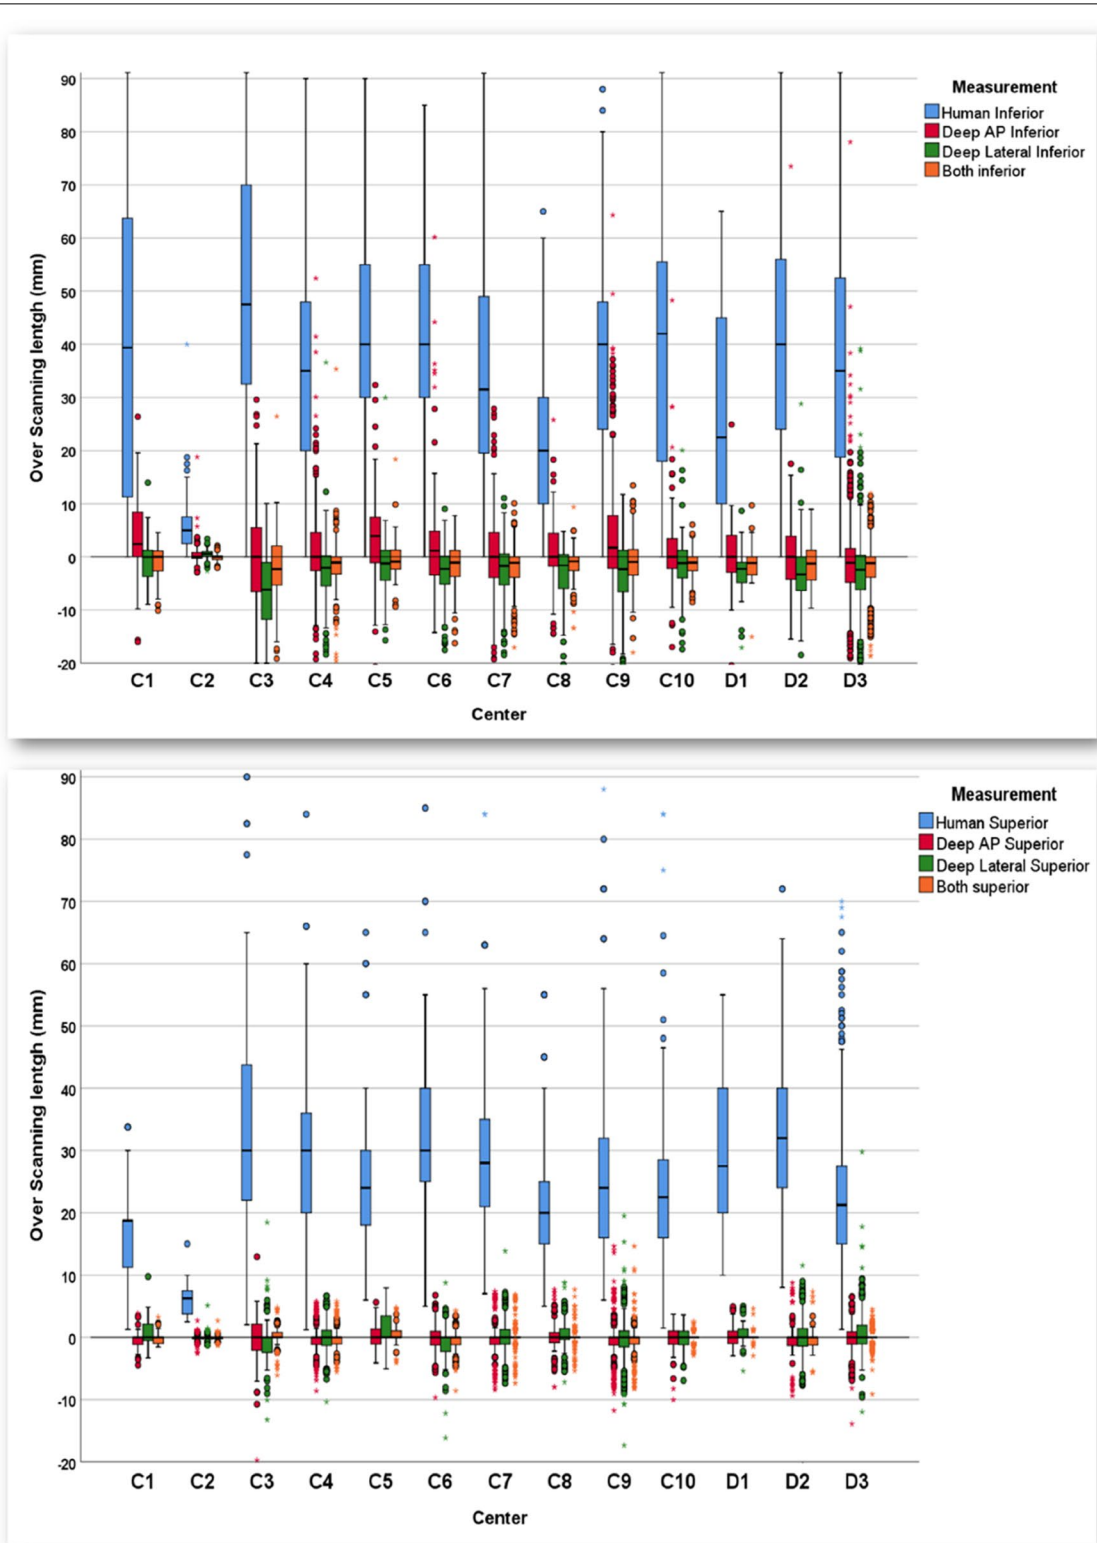 Measurement
Human Inferior
Deep AP Inferior
Deep Lateral Inferior
Both inferior
Over Scanning lentgh (mm)
90
80
70
60
50
40
30
20
10
0
-10
-20
C1 C2 C3 C4 C5 C6 C7 C8 C9 C10 D1 D2 D3
Center
Measurement
Human Superior
Deep AP Superior
Deep Lateral Superior
Both superior
Over Scanning lentgh (mm)
90
80
70
60
50
40
30
20
10
0
-10
-20
C1 C2 C3 C4 C5 C6 C7 C8 C9 C10 D1 D2 D3
Center